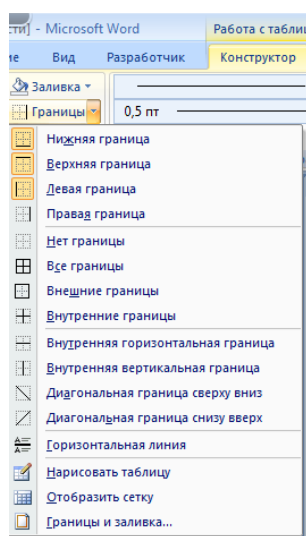 сти] - Microsoft Word Работа с таблиц
ие Вид Разработчик Конструктор
Заливка
Границы 0,5 пт
Нижняя граница
Верхняя граница
Левая граница
Правая граница
Нет границы
Все границы
Внешние границы
Внутренние границы
Внутренняя горизонтальная граница
Внутренняя вертикальная граница
Диагональная граница сверху вниз
Диагональная граница снизу вверх
Горизонтальная линия
Нарисовать таблицу
Отобразить сетку
Границы и заливка...